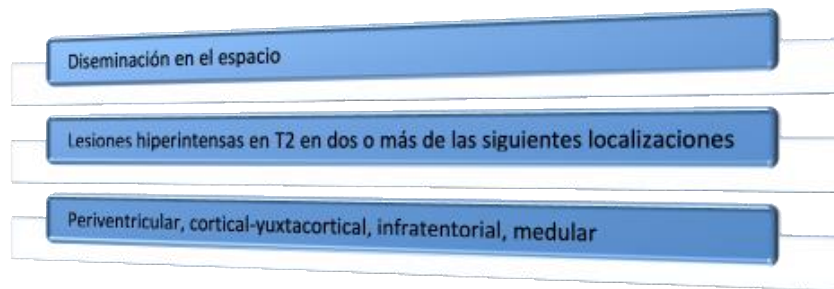 Diseminación en el espacio
Lesiones hiperintensas en T2 en dos o más de las siguientes localizaciones
Periventricular, cortical-yuxtacortical, infratentorial, medular